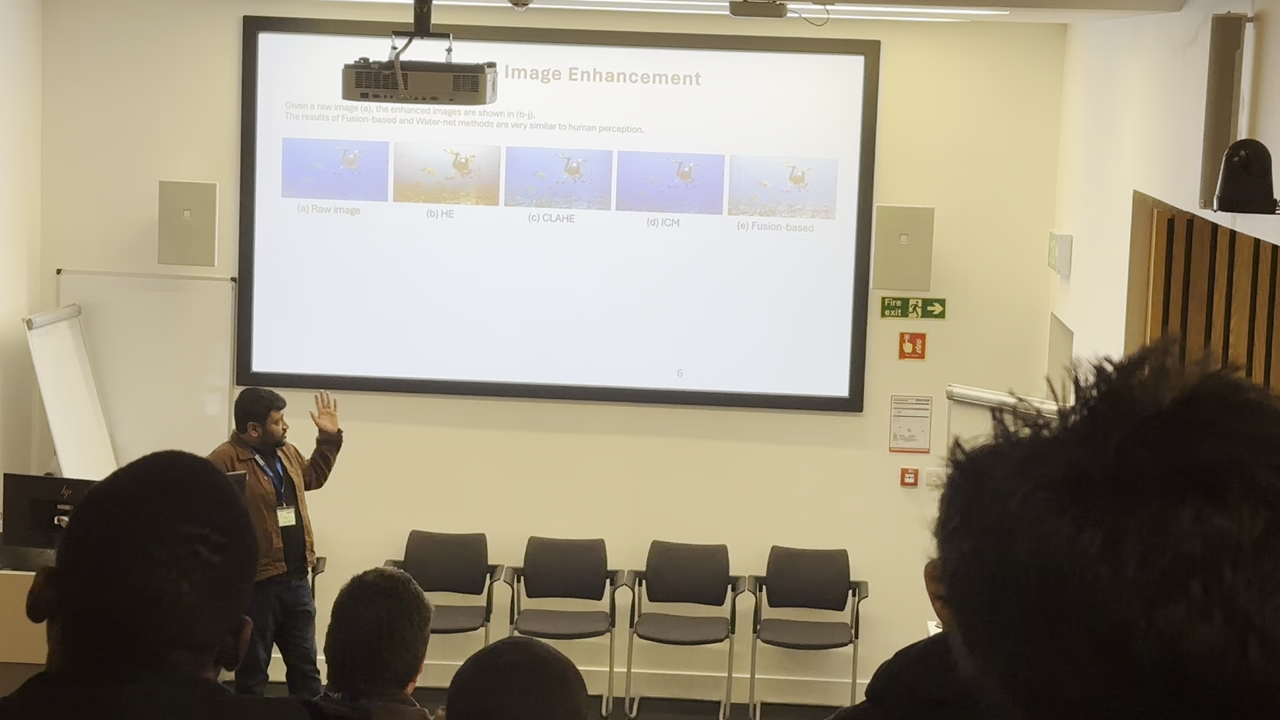 Image Enhancement
Given a raw image (a), the enhanced images are shown in (b-j).
The results of Fusion-based and Water-net methods are very similar to human perception.
(a) Raw image
(b) HE
(c) CLAHE
(d) ICM
(e) Fusion-based
6
Fire
exit
hp